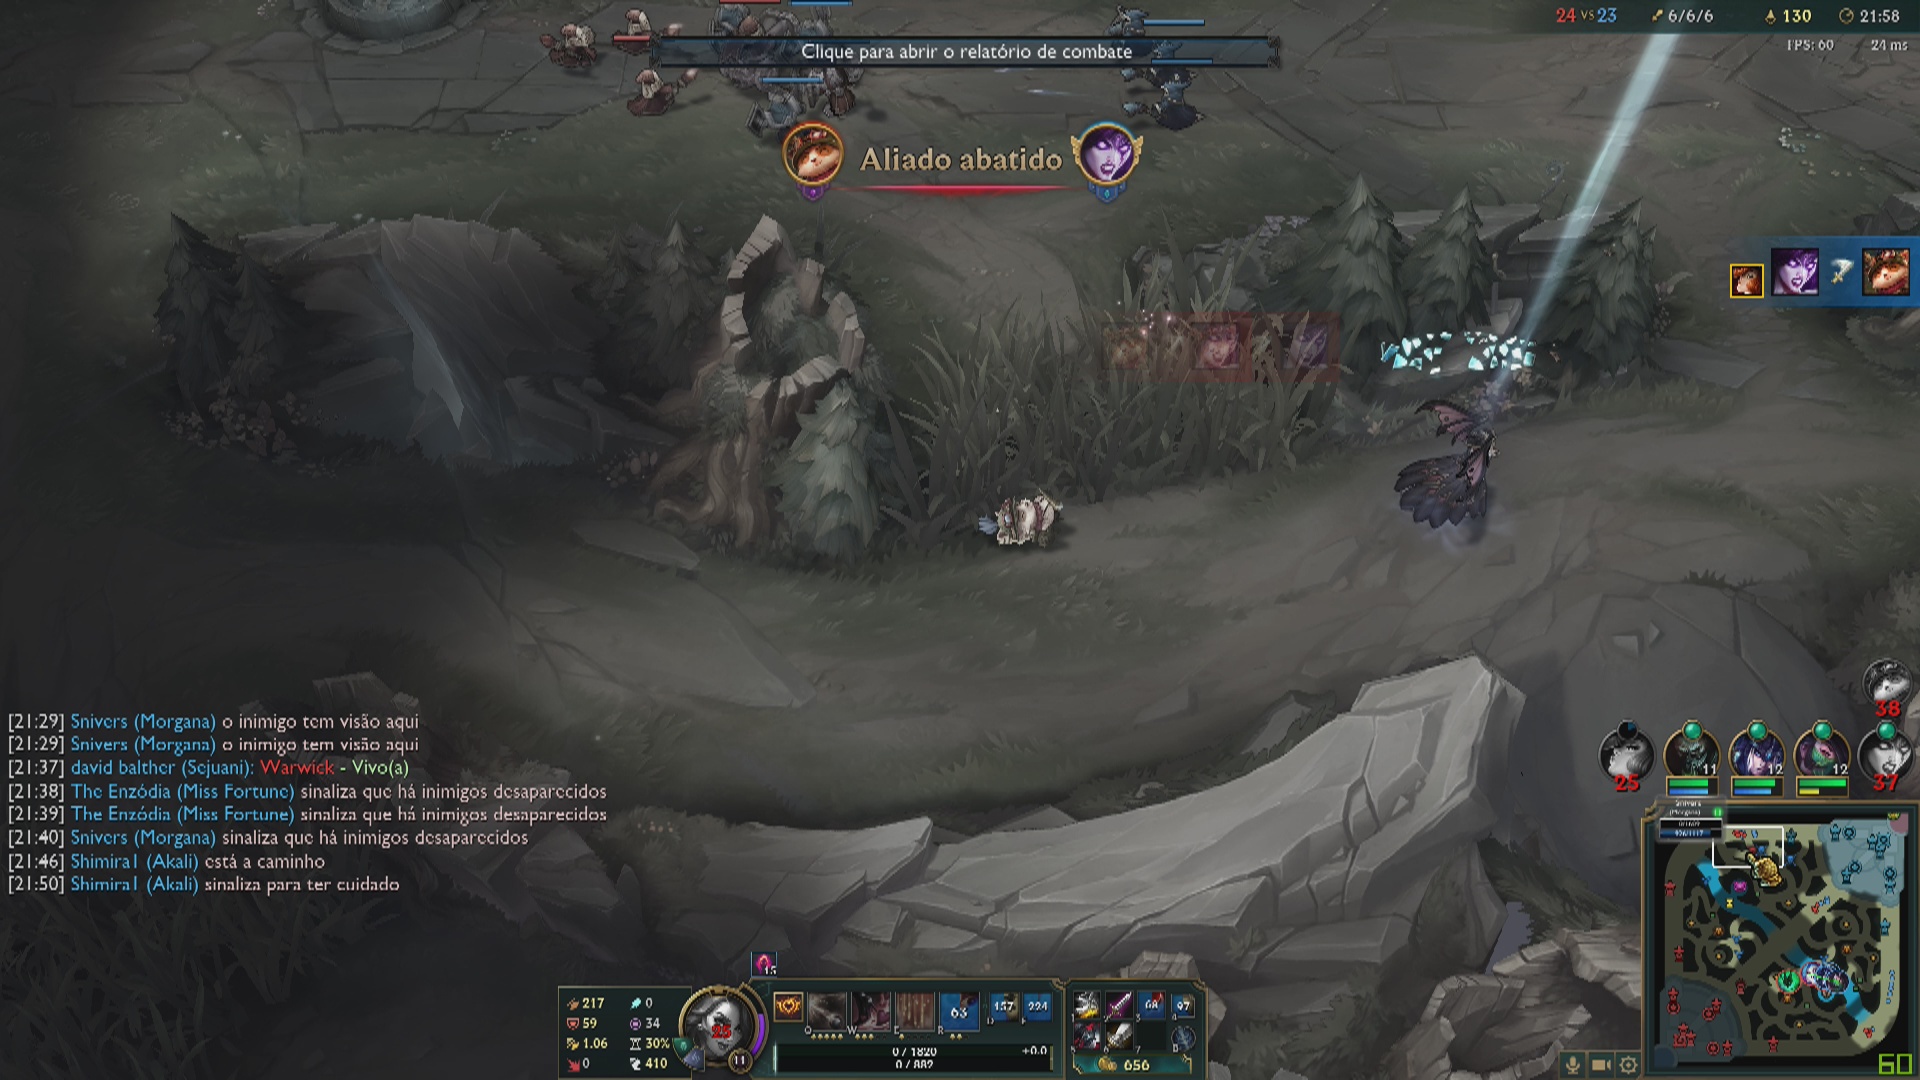 24 vs 23 6/6/6 130 21:58
FPS: 60 24 ms
Clique para abrir o relatório de combate
Aliado abatido
[21:29] Snivers (Morgana) o inimigo tem visão aqui
[21:29] Snivers (Morgana) o inimigo tem visão aqui
[21:37] david balther (Sejuani): Warwick - Vivo(a)
[21:38] The Enzódia (Miss Fortune) sinaliza que há inimigos desaparecidos
[21:39] The Enzódia (Miss Fortune) sinaliza que há inimigos desaparecidos
[21:40] Snivers (Morgana) sinaliza que há inimigos desaparecidos
[21:46] Shimira1 (Akali) está a caminho
[21:50] Shimira1 (Akali) sinaliza para ter cuidado
38
25 11 12 12 37
Snivers
(Morgana)
15
217 0
59 34
1.06 30%
0 410
25
11
Q W E R D F
63 157 224
0 / 1820 +0.0
0 / 882
68 97
656
60